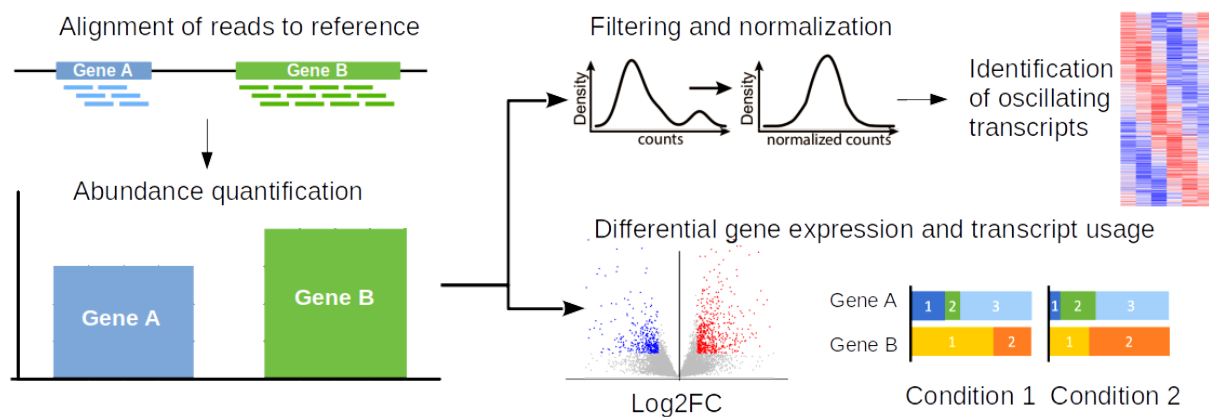 Alignment of reads to reference
Gene A
Gene B
Abundance quantification
Gene A
Gene B
Filtering and normalization
Density
counts
Density
normalized counts
Identification
of oscillating
transcripts
Differential gene expression and transcript usage
Log2FC
Gene A
1
2
3
1
2
3
Gene B
1
2
1
2
Condition 1
Condition 2